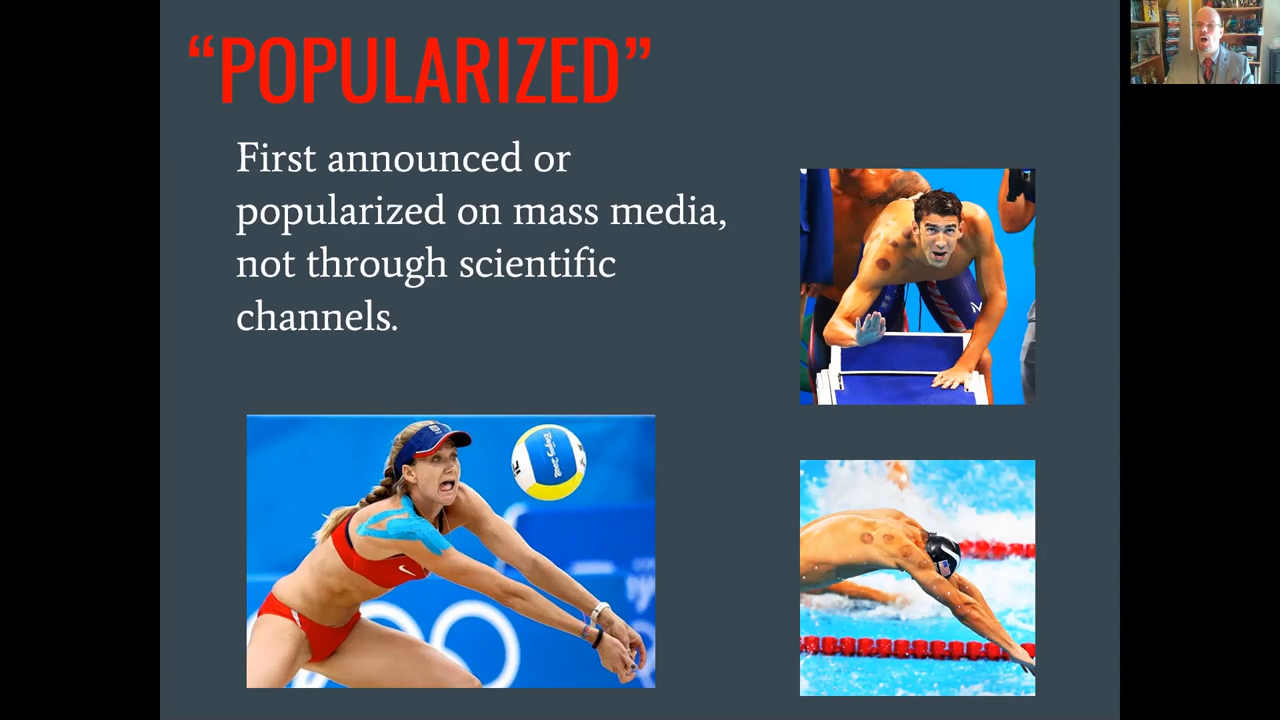 “POPULARIZED”
First announced or
popularized on mass media,
not through scientific
channels.